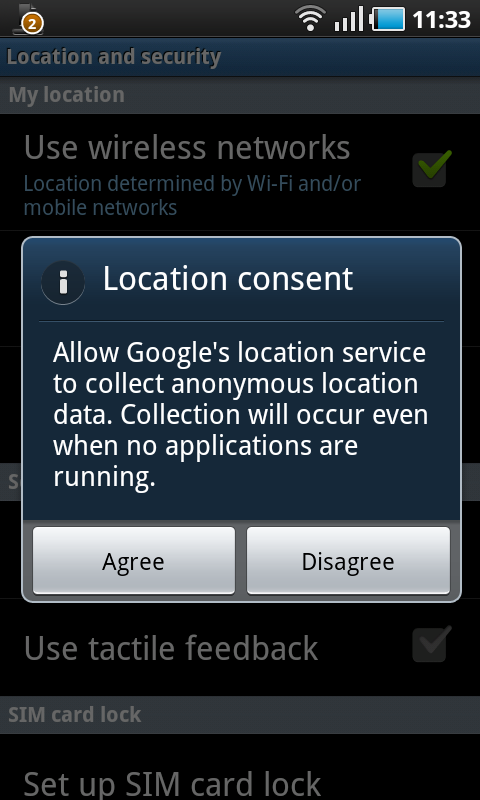 2
11:33
Location and security
My location
Use wireless networks
Location determined by Wi-Fi and/or
mobile networks
Location consent
Allow Google's location service
to collect anonymous location
data. Collection will occur even
when no applications are
running.
Agree
Disagree
Use tactile feedback
SIM card lock
Set up SIM card lock